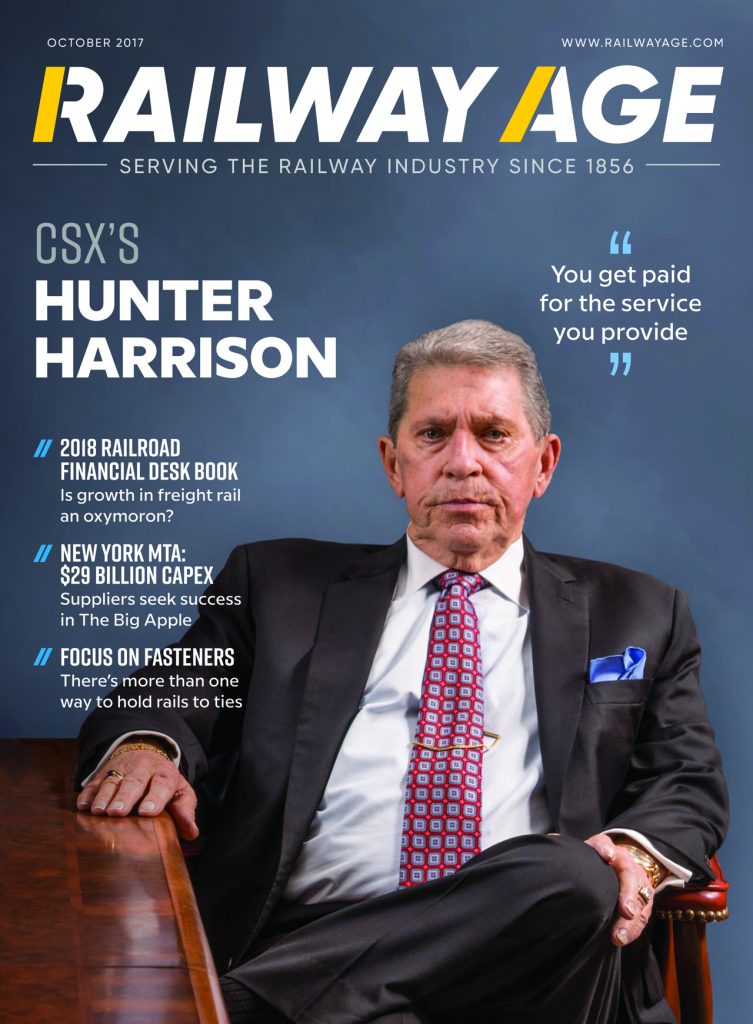 OCTOBER 2017
WWW.RAILWAYAGE.COM
RAILWAY AGE
SERVING THE RAILWAY INDUSTRY SINCE 1856
CSX'S
HUNTER
HARRISON
“
You get paid
for the service
you provide
”
// 2018 RAILROAD
FINANCIAL DESK BOOK
Is growth in freight rail
an oxymoron?
// NEW YORK MTA:
$29 BILLION CAPEX
Suppliers seek success
in The Big Apple
// FOCUS ON FASTENERS
There's more than one
way to hold rails to ties